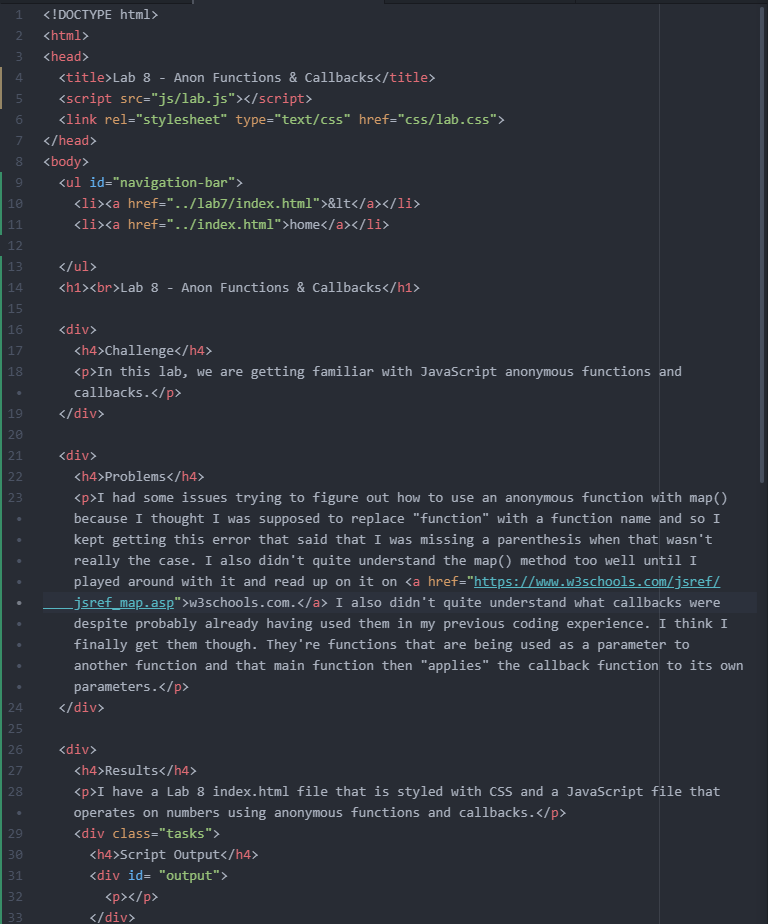 1 <!DOCTYPE html>
2 <html>
3 <head>
4 <title>Lab 8 - Anon Functions & Callbacks</title>
5 <script src="js/lab.js"></script>
6 <link rel="stylesheet" type="text/css" href="css/lab.css">
7 </head>
8 <body>
9 <ul id="navigation-bar">
10 <li><a href="../lab7/index.html">&lt</a></li>
11 <li><a href="../index.html">home</a></li>
12
13 </ul>
14 <h1><br>Lab 8 - Anon Functions & Callbacks</h1>
15
16 <div>
17 <h4>Challenge</h4>
18 <p>In this lab, we are getting familiar with JavaScript anonymous functions and
• callbacks.</p>
19 </div>
20
21 <div>
22 <h4>Problems</h4>
23 <p>I had some issues trying to figure out how to use an anonymous function with map()
• because I thought I was supposed to replace "function" with a function name and so I
• kept getting this error that said that I was missing a parenthesis when that wasn't
• really the case. I also didn't quite understand the map() method too well until I
• played around with it and read up on it on <a href="https://www.w3schools.com/jsref/
• jsref_map.asp">w3schools.com.</a> I also didn't quite understand what callbacks were
• despite probably already having used them in my previous coding experience. I think I
• finally get them though. They're functions that are being used as a parameter to
• another function and that main function then "applies" the callback function to its own
• parameters.</p>
24 </div>
25
26 <div>
27 <h4>Results</h4>
28 <p>I have a Lab 8 index.html file that is styled with CSS and a JavaScript file that
• operates on numbers using anonymous functions and callbacks.</p>
29 <div class="tasks">
30 <h4>Script Output</h4>
31 <div id= "output">
32 <p></p>
33 </div>